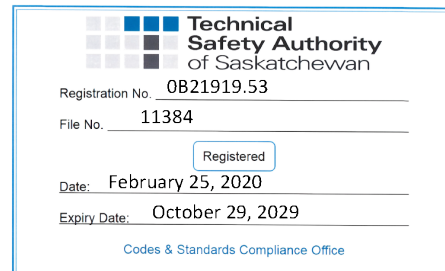 Technical
Safety Authority
of Saskatchewan
Registration No. 0B21919.53
File No. 11384
Registered
Date: February 25, 2020
Expiry Date: October 29, 2029
Codes & Standards Compliance Office